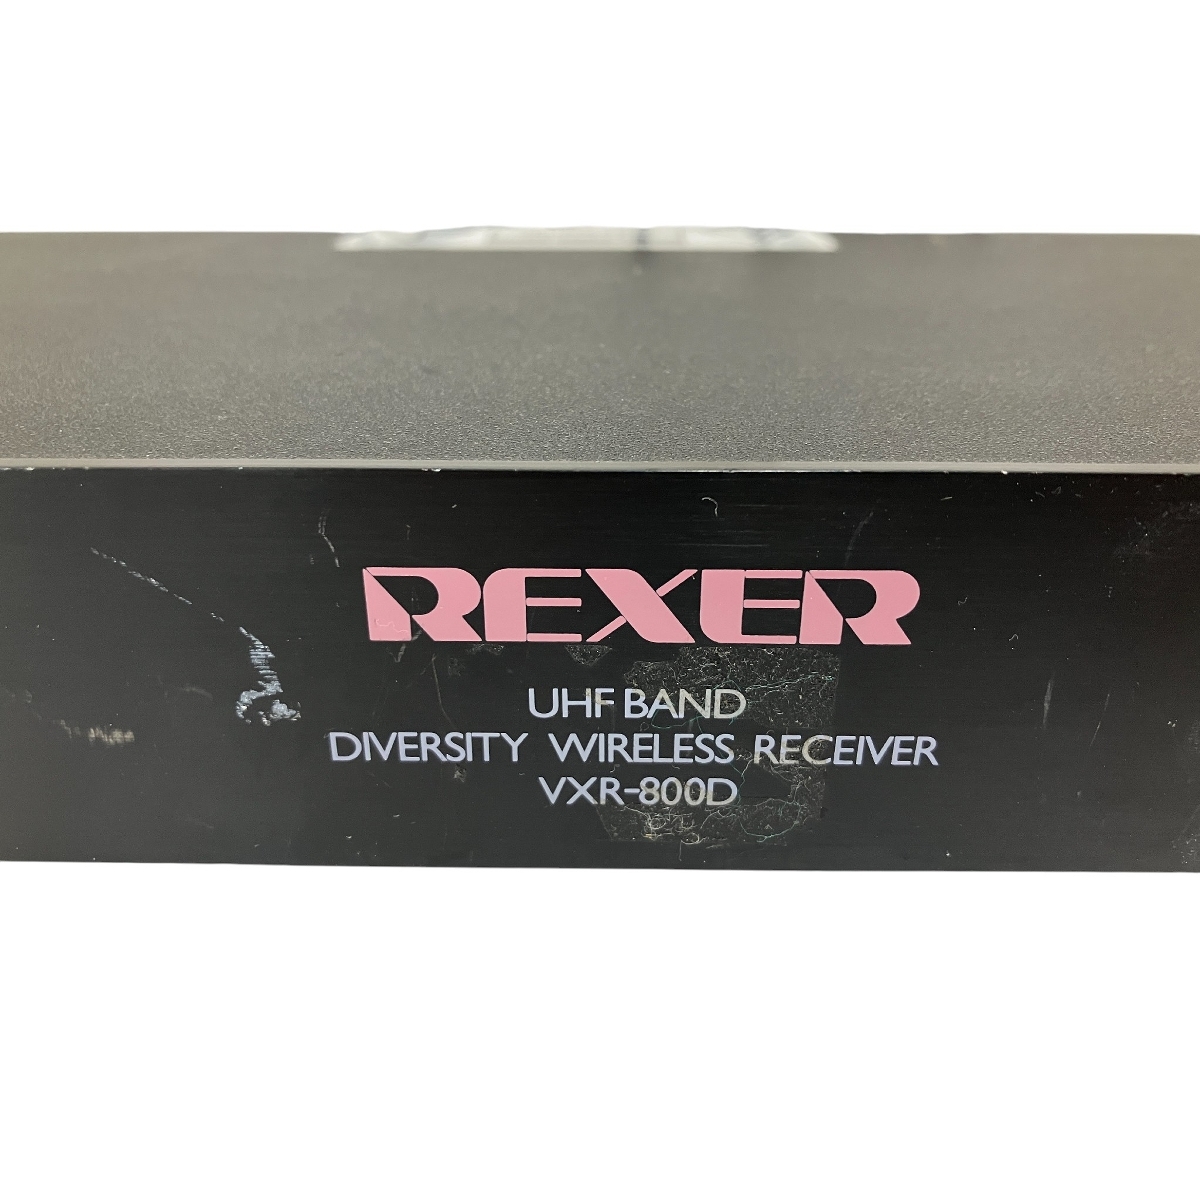 REXER
UHF BAND
DIVERSITY WIRELESS RECEIVER
VXR-800D